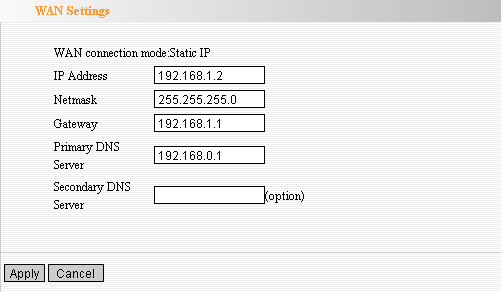 WAN Settings
WAN connection mode:Static IP
IP Address 192.168.1.2
Netmask 255.255.255.0
Gateway 192.168.1.1
Primary DNS
Server 192.168.0.1
Secondary DNS
Server (option)
Apply Cancel